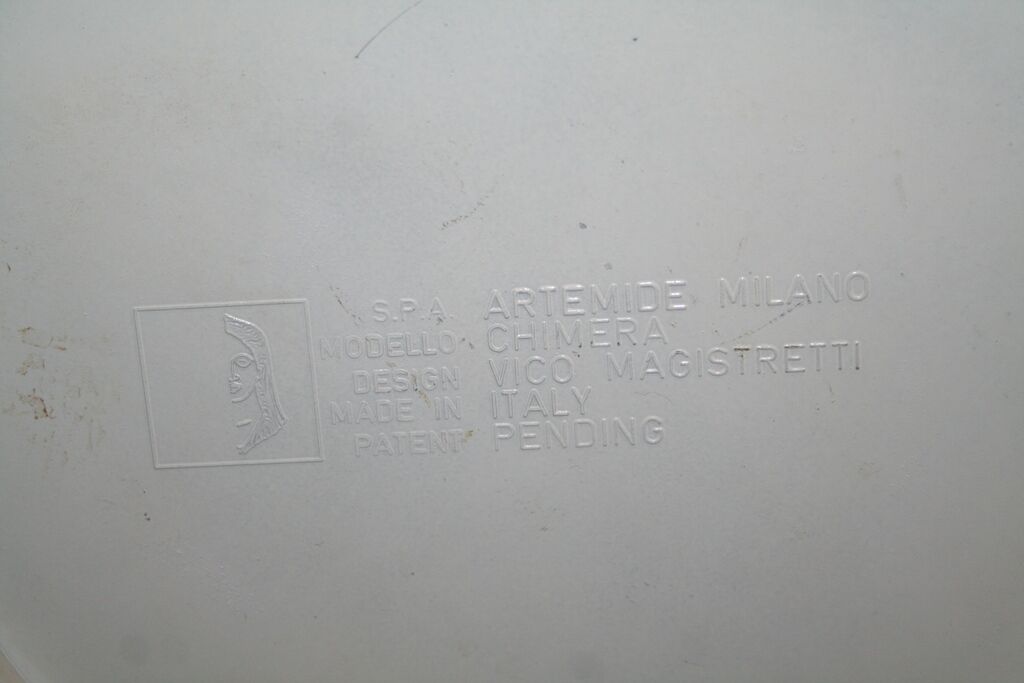 S.P.A. ARTEMIDE MILANO
MODELLO CHIMERA
DESIGN VICO MAGISTRETTI
MADE IN ITALY
PATENT PENDING